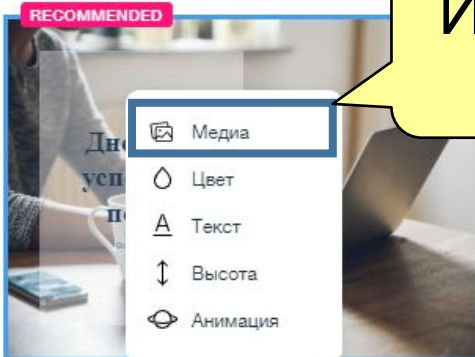 RECOMMENDED
И
Медиа
Цвет
Текст
Высота
Анимация